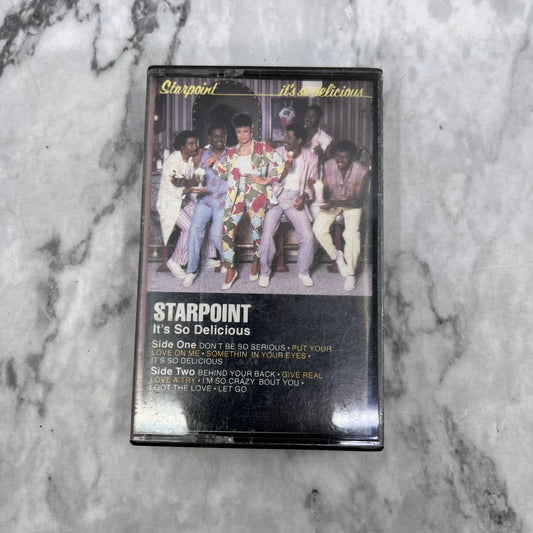 Starpoint it's so delicious
STARPOINT
It's So Delicious
Side One DON'T BE SO SERIOUS • PUT YOUR
LOVE ON ME • SOMETHIN' IN YOUR EYES •
IT'S SO DELICIOUS
Side Two BEHIND YOUR BACK • GIVE REAL
LOVE A TRY • I'M SO CRAZY 'BOUT YOU •
I GOT THE LOVE • LET GO